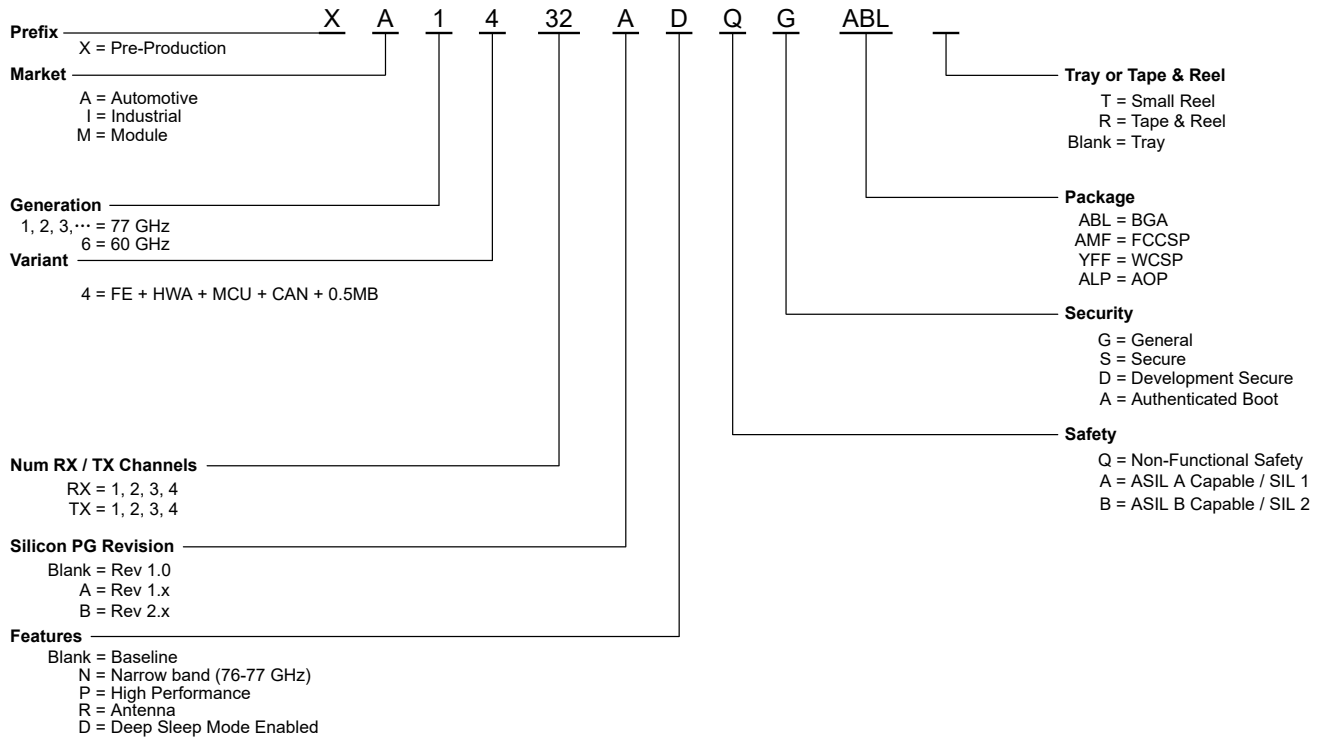 X A 1 4 32 A D Q G ABL
Prefix
X = Pre-Production
Market
A = Automotive
I = Industrial
M = Module
Generation
1, 2, 3,⋯ = 77 GHz
6 = 60 GHz
Variant
4 = FE + HWA + MCU + CAN + 0.5MB
Num RX / TX Channels
RX = 1, 2, 3, 4
TX = 1, 2, 3, 4
Silicon PG Revision
Blank = Rev 1.0
A = Rev 1.x
B = Rev 2.x
Features
Blank = Baseline
N = Narrow band (76-77 GHz)
P = High Performance
R = Antenna
D = Deep Sleep Mode Enabled
Tray or Tape & Reel
T = Small Reel
R = Tape & Reel
Blank = Tray
Package
ABL = BGA
AMF = FCCSP
YFF = WCSP
ALP = AOP
Security
G = General
S = Secure
D = Development Secure
A = Authenticated Boot
Safety
Q = Non-Functional Safety
A = ASIL A Capable / SIL 1
B = ASIL B Capable / SIL 2